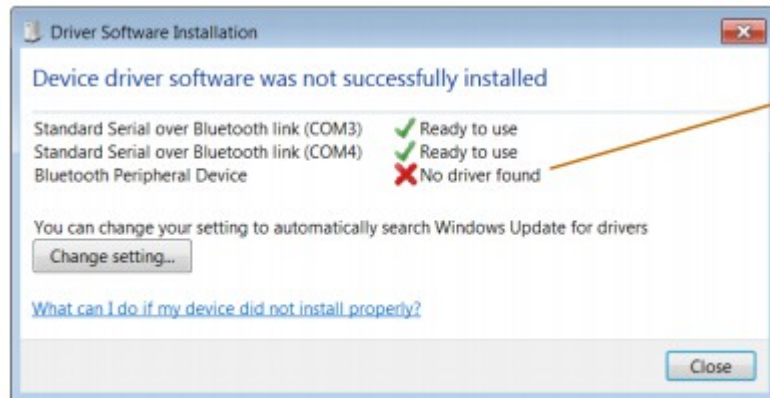 Driver Software Installation
Device driver software was not successfully installed
Standard Serial over Bluetooth link (COM3) Ready to use
Standard Serial over Bluetooth link (COM4) Ready to use
Bluetooth Peripheral Device No driver found
You can change your setting to automatically search Windows Update for drivers
Change setting...
What can I do if my device did not install properly?
Close